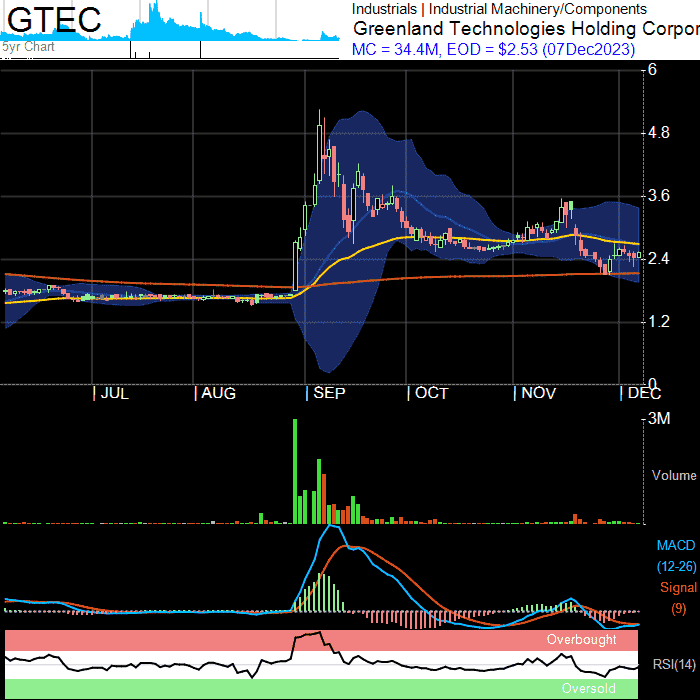 GTEC
5yr Chart
Industrials | Industrial Machinery/Components
Greenland Technologies Holding Corpor
MC = 34.4M, EOD = $2.53 (07Dec2023)
6
4.8
3.6
2.4
1.2
0
JUL
AUG
SEP
OCT
NOV
DEC
3M
Volume
MACD
(12-26)
Signal
(9)
Overbought
RSI(14)
Oversold